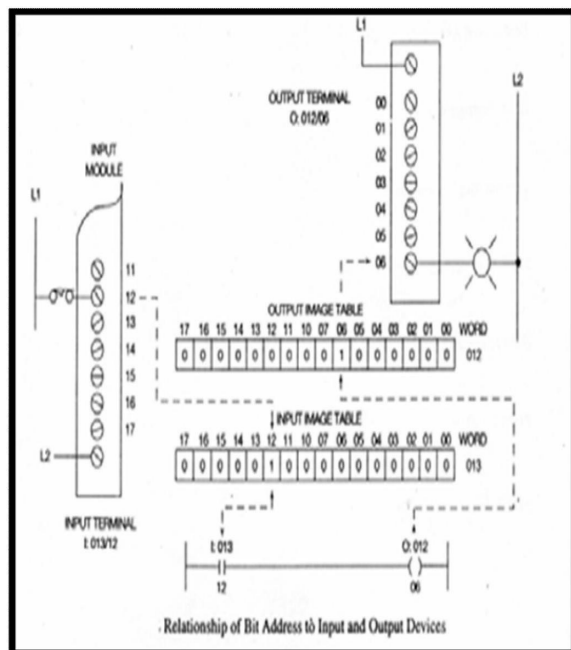 L1
OUTPUT TERMINAL
O: 012/06
L2
00
01
02
03
04
05
06
INPUT
MODULE
L1
11
12
13
14
15
16
17
L2
INPUT TERMINAL
I: 013/12
OUTPUT IMAGE TABLE
17 16 15 14 13 12 11 10 07 06 05 04 03 02 01 00 WORD
0 0 0 0 0 0 0 0 0 1 0 0 0 0 0 0 012
INPUT IMAGE TABLE
17 16 15 14 13 12 11 10 07 06 05 04 03 02 01 00 WORD
0 0 0 0 0 1 0 0 0 0 0 0 0 0 0 0 013
I: 013 O: 012
12 06
Relationship of Bit Address to Input and Output Devices